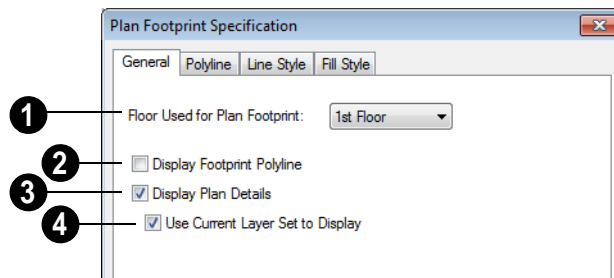 Plan Footprint Specification
General Polyline Line Style Fill Style
1 Floor Used for Plan Footprint: 1st Floor
2 Display Footprint Polyline
3 Display Plan Details
4 Use Current Layer Set to Display